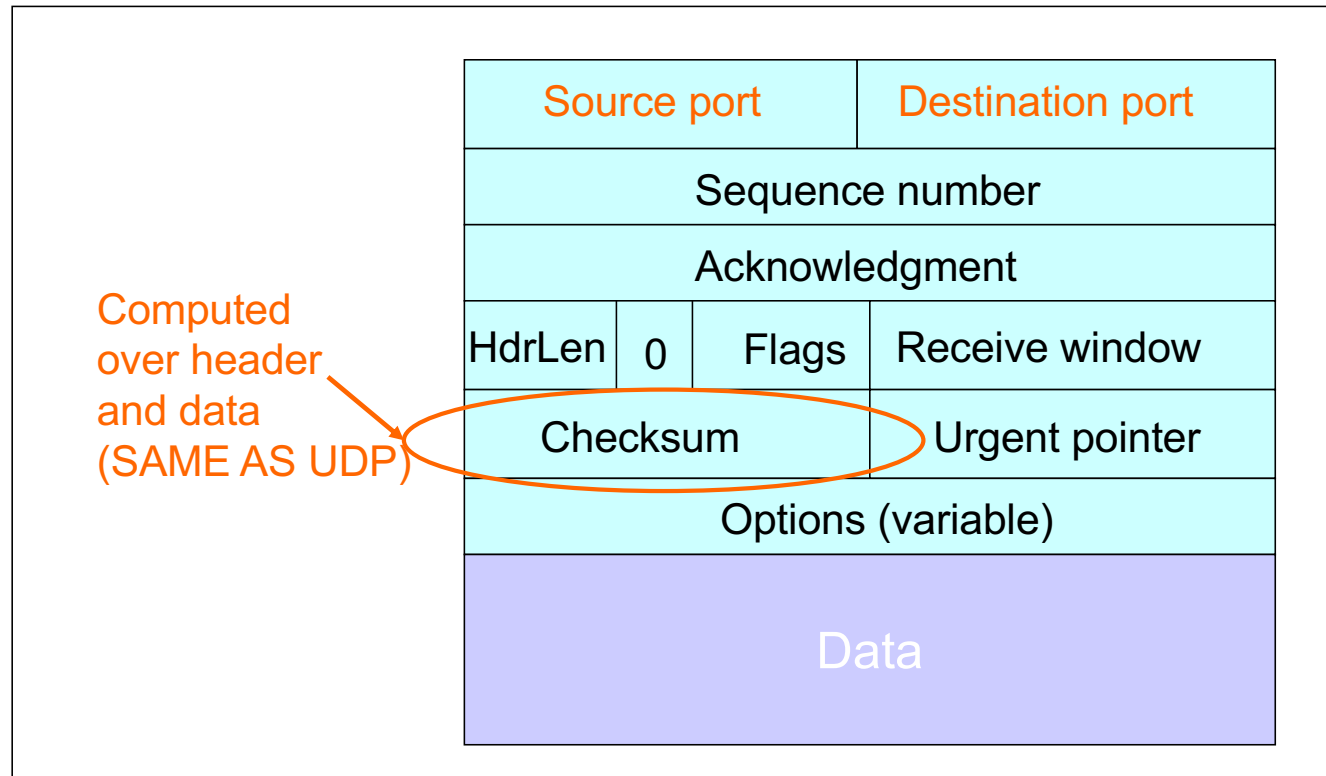 Source port
Destination port
Sequence number
Acknowledgment
HdrLen
0
Flags
Receive window
Checksum
Urgent pointer
Options (variable)
Data
Computed
over header
and data
(SAME AS UDP)